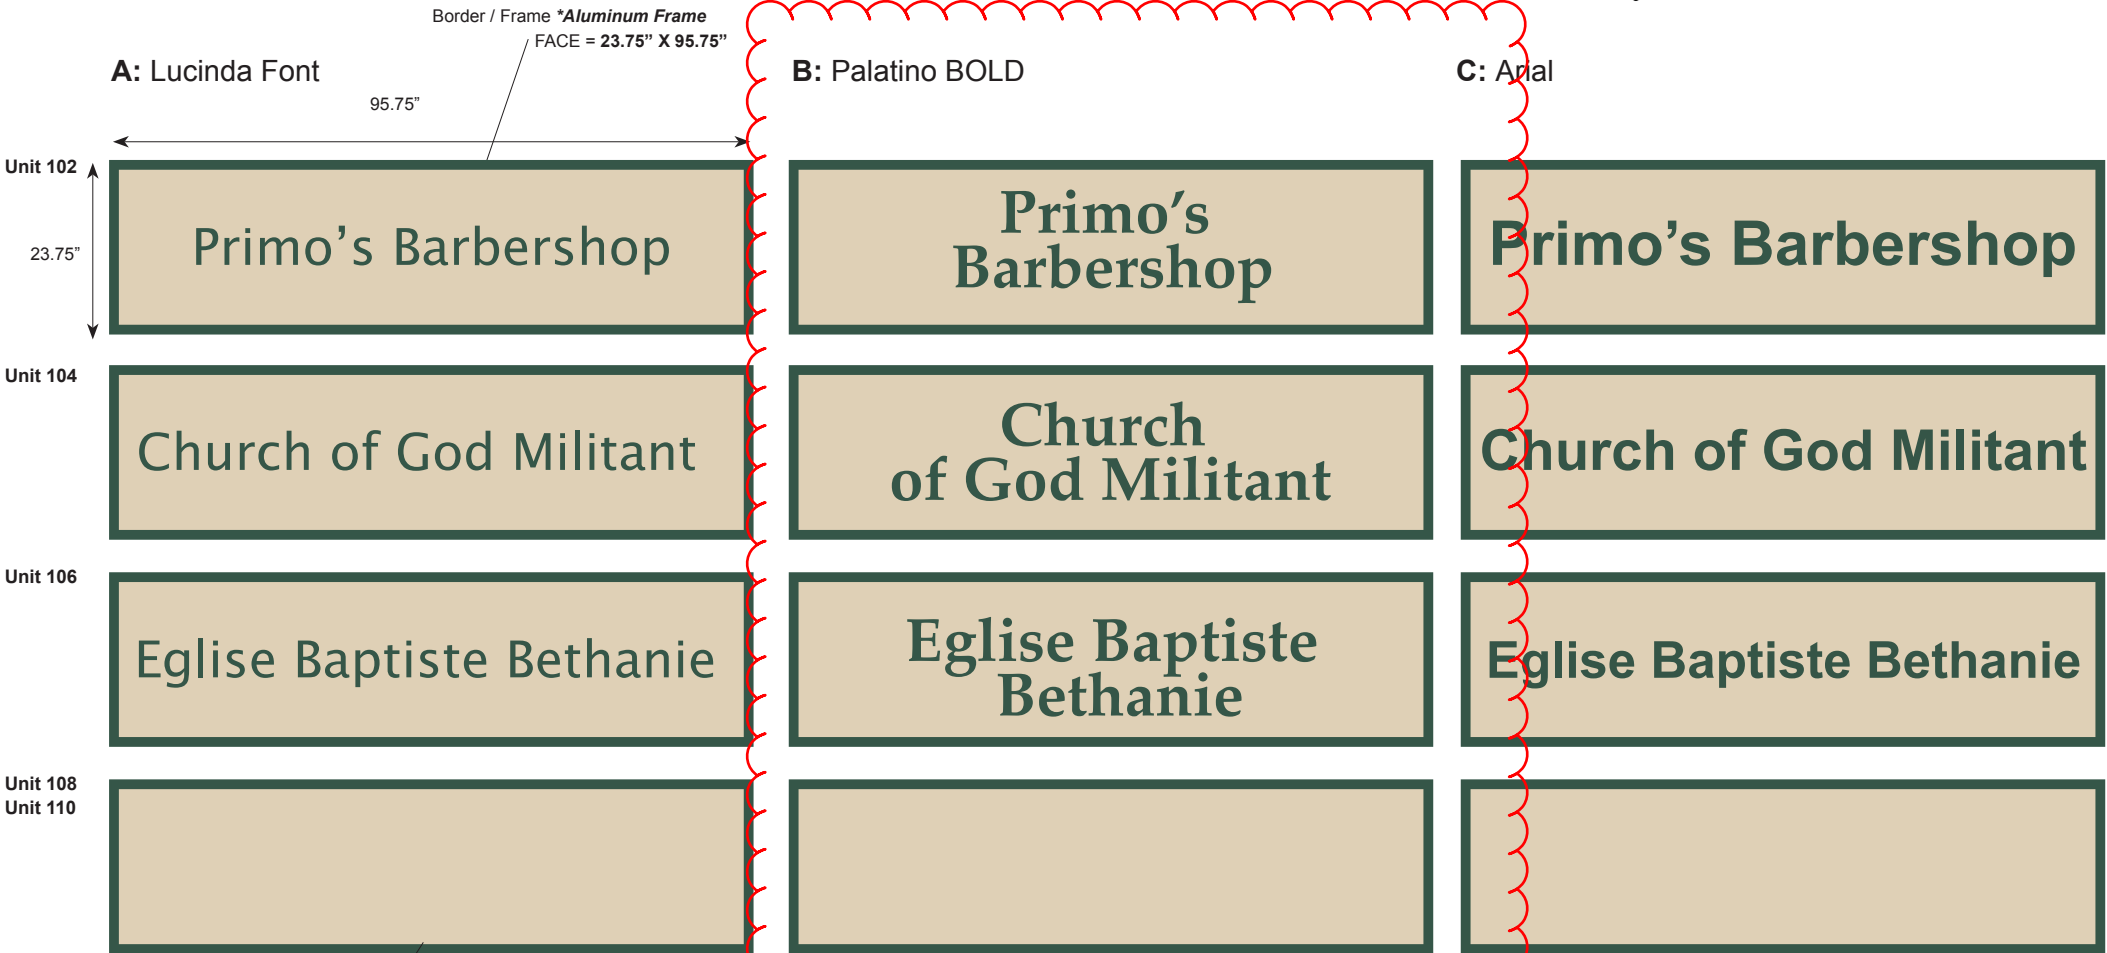 Border / Frame *Aluminum Frame
FACE = 23.75” X 95.75”
A: Lucinda Font
B: Palatino BOLD
C: Arial
95.75”
Unit 102
23.75”
Primo’s Barbershop
Primo’s
Barbershop
Primo’s Barbershop
Unit 104
Church of God Militant
Church
of God Militant
Church of God Militant
Unit 106
Eglise Baptiste Bethanie
Eglise Baptiste
Bethanie
Eglise Baptiste Bethanie
Unit 108
Unit 110